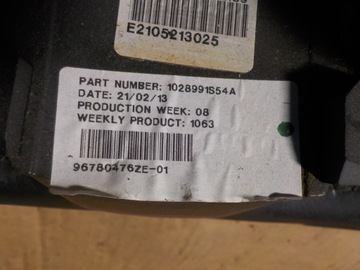 E2105213025
PART NUMBER: 1028991S54A
DATE: 21/02/13
PRODUCTION WEEK: 08
WEEKLY PRODUCT: 1063
96780476ZE-01